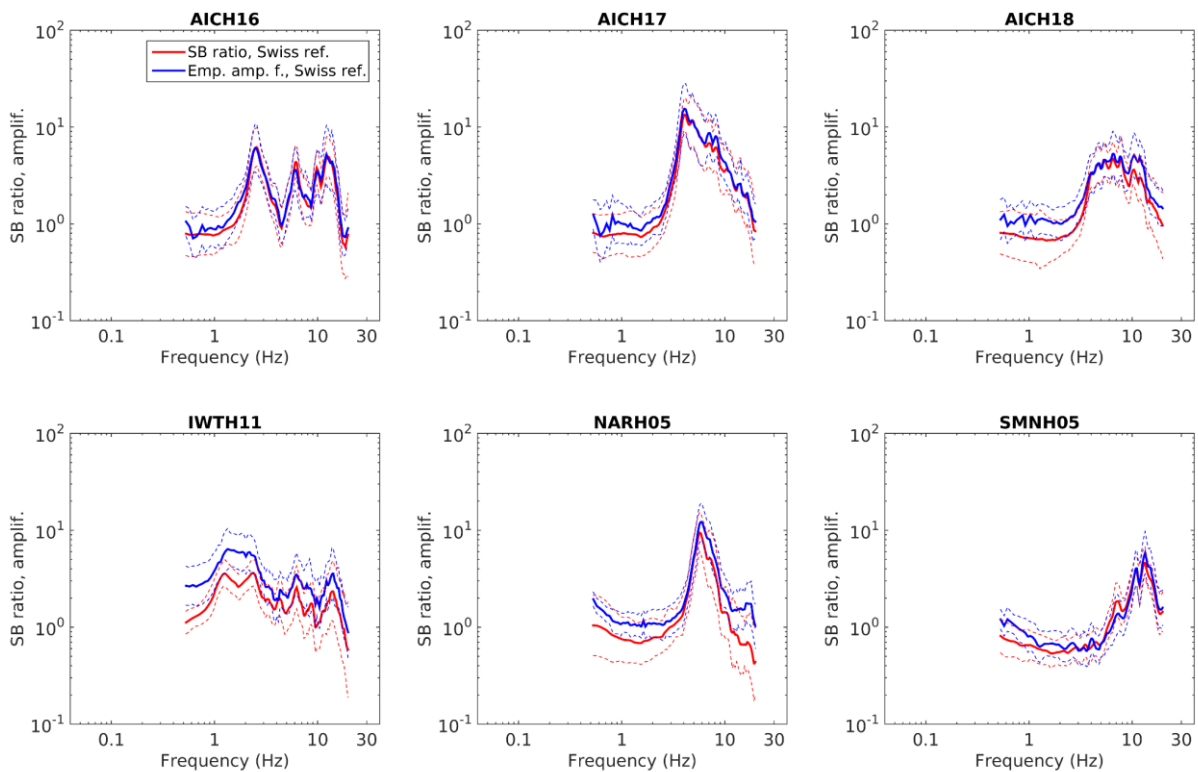 AICH16
AICH17
AICH18
SB ratio, Swiss ref.
Emp. amp. f., Swiss ref.
SB ratio, amplif.
10^2
10^1
10^0
10^-1
0.1 1 10 30
Frequency (Hz)
SB ratio, amplif.
10^2
10^1
10^0
10^-1
0.1 1 10 30
Frequency (Hz)
SB ratio, amplif.
10^2
10^1
10^0
10^-1
0.1 1 10 30
Frequency (Hz)
IWTH11
NARH05
SMNH05
SB ratio, amplif.
10^2
10^1
10^0
10^-1
0.1 1 10 30
Frequency (Hz)
SB ratio, amplif.
10^2
10^1
10^0
10^-1
0.1 1 10 30
Frequency (Hz)
SB ratio, amplif.
10^2
10^1
10^0
10^-1
0.1 1 10 30
Frequency (Hz)